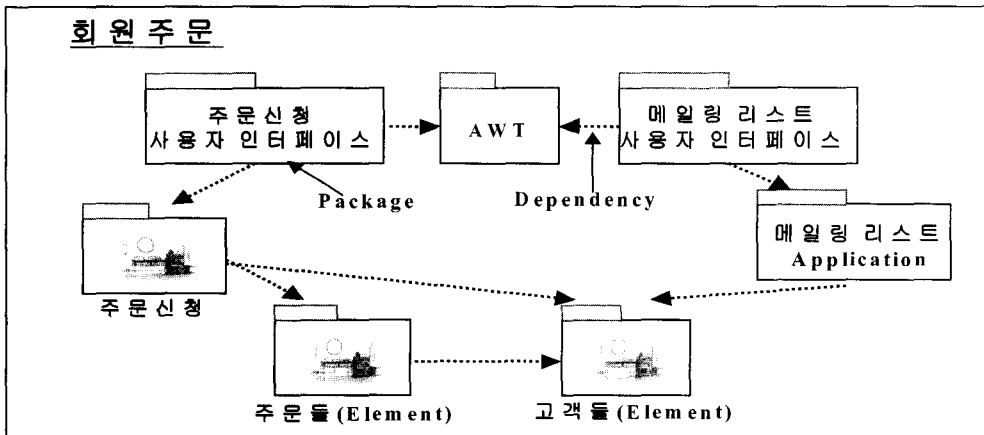 회원주문
주문신청
사용자 인터페이스
AWT
메일링 리스트
사용자 인터페이스
Package
Dependency
메일링 리스트
Application
주문신청
주문들(Element)
고객들(Element)